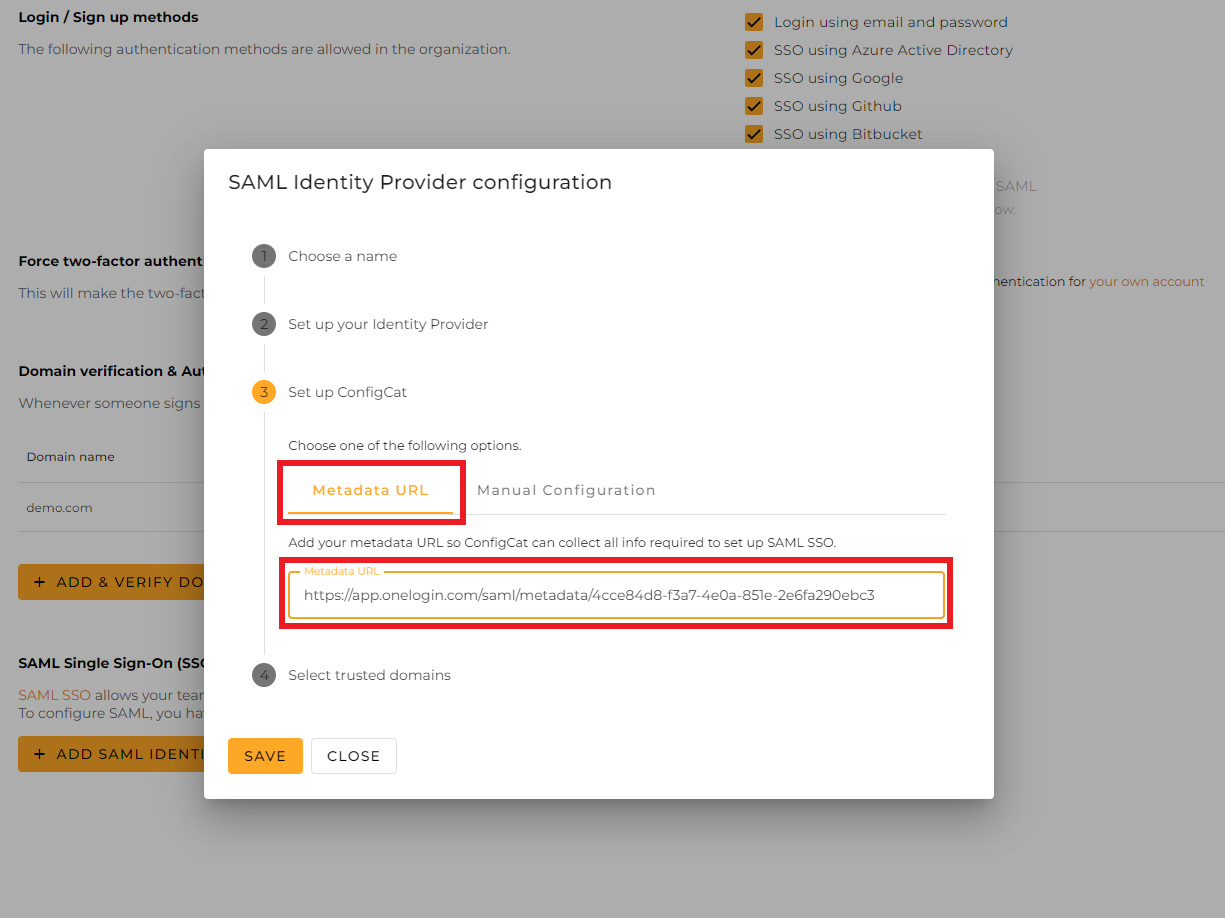 Login / Sign up methods
The following authentication methods are allowed in the organization.
Login using email and password
SSO using Azure Active Directory
SSO using Google
SSO using Github
SSO using Bitbucket
SAML
ow.
Force two-factor authent
This will make the two-fact
hentication for your own account
Domain verification & Aut
Whenever someone signs
Domain name
demo.com
+ ADD & VERIFY DO
SAML Single Sign-On (SSO
SAML SSO allows your team
To configure SAML, you ha
+ ADD SAML IDENTI
SAML Identity Provider configuration
1 Choose a name
2 Set up your Identity Provider
3 Set up ConfigCat
Choose one of the following options.
Metadata URL Manual Configuration
Add your metadata URL so ConfigCat can collect all info required to set up SAML SSO.
Metadata URL
https://app.onelogin.com/saml/metadata/4cce84d8-f3a7-4e0a-851e-2e6fa290ebc3
4 Select trusted domains
SAVE CLOSE